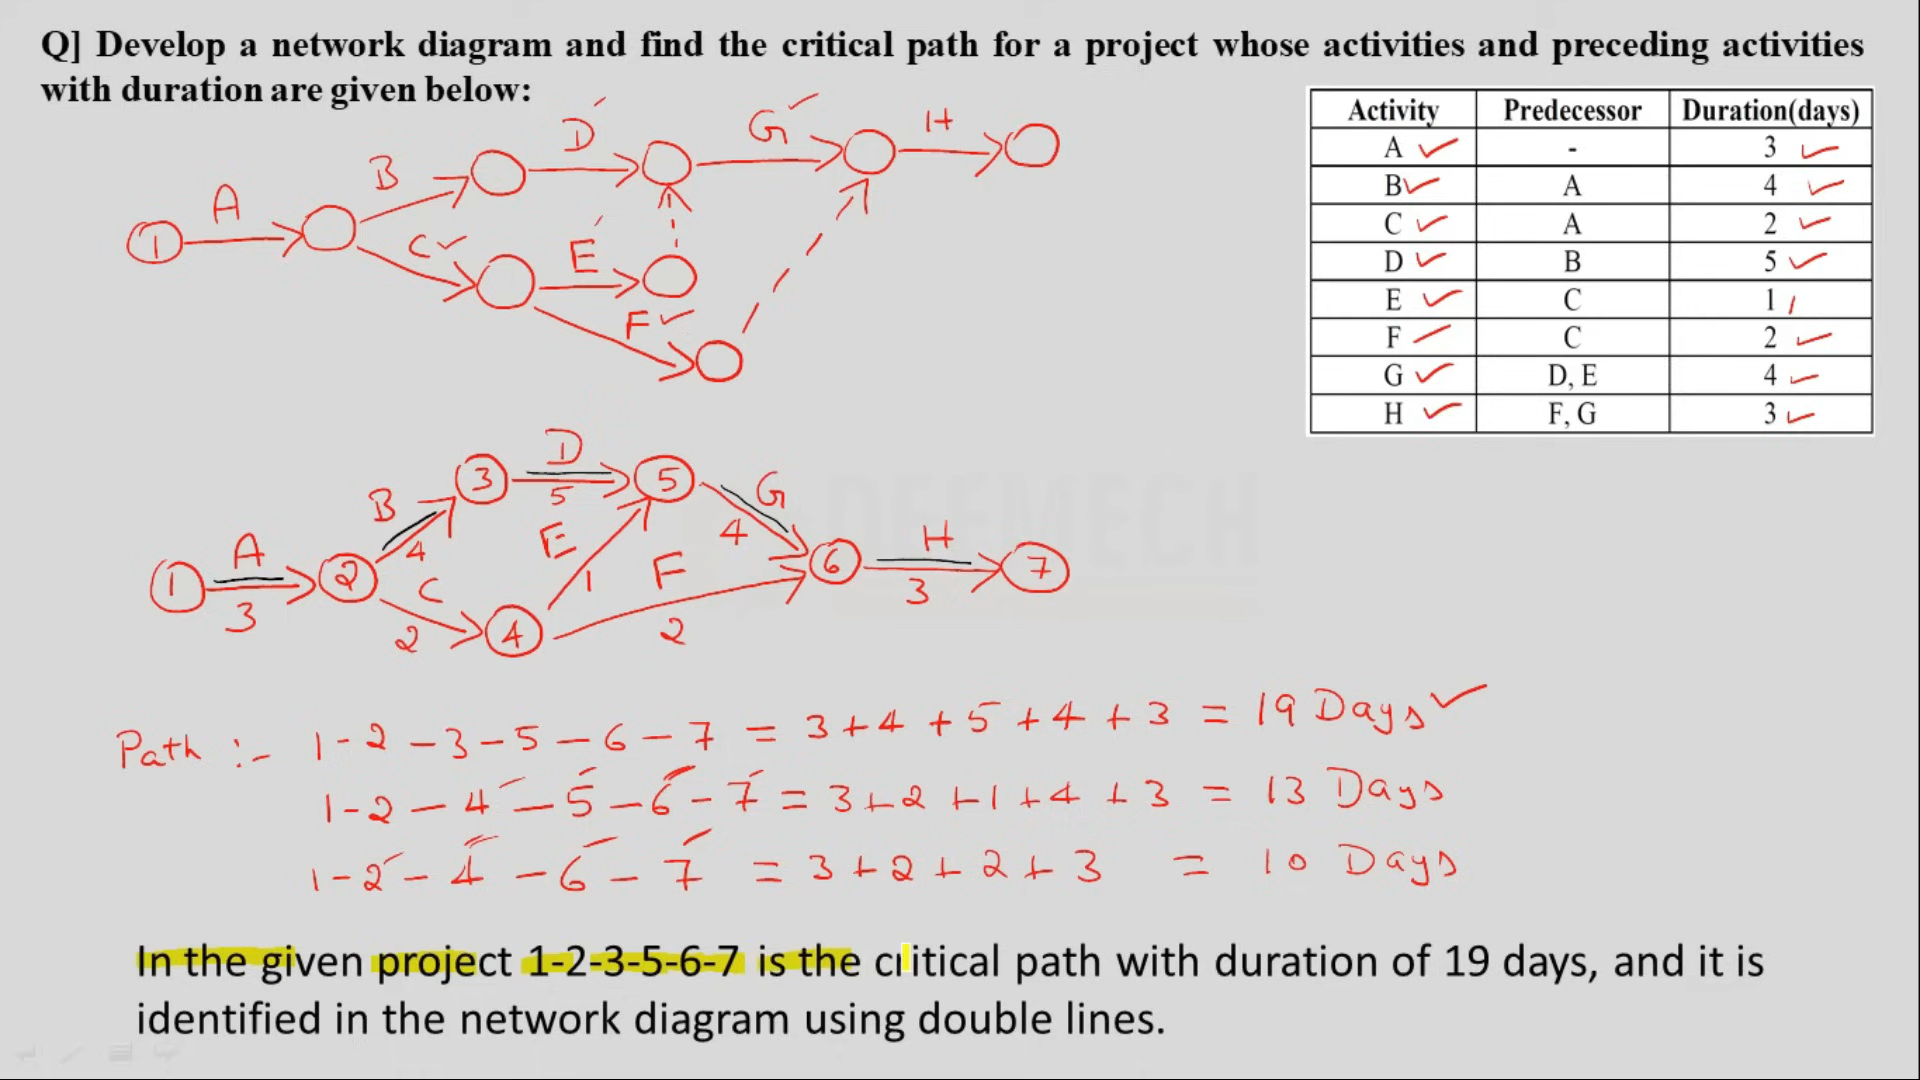 Q] Develop a network diagram and find the critical path for a project whose activities and preceding activities
with duration are given below:
Activity Predecessor Duration(days)
A - 3
B A 4
C A 2
D B 5
E C 1
F C 2
G D, E 4
H F, G 3
D G H
B
A
1
C E
F
D
3 5 5 G
B 4 E 4 H
A
1 2 C 1 F 6 7
3 2 4 2 3
Path :- 1-2-3-5-6-7 = 3+4+5+4+3 = 19 Days
1-2-4-5-6-7 = 3+2+1+4+3 = 13 Days
1-2-4-6-7 = 3+2+2+3 = 10 Days
In the given project 1-2-3-5-6-7 is the critical path with duration of 19 days, and it is
identified in the network diagram using double lines.